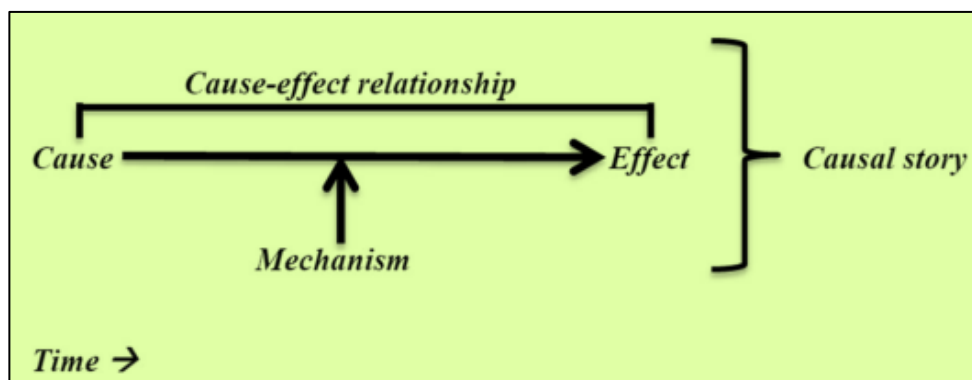 Cause-effect relationship
Cause Effect Causal story
Mechanism
Time →